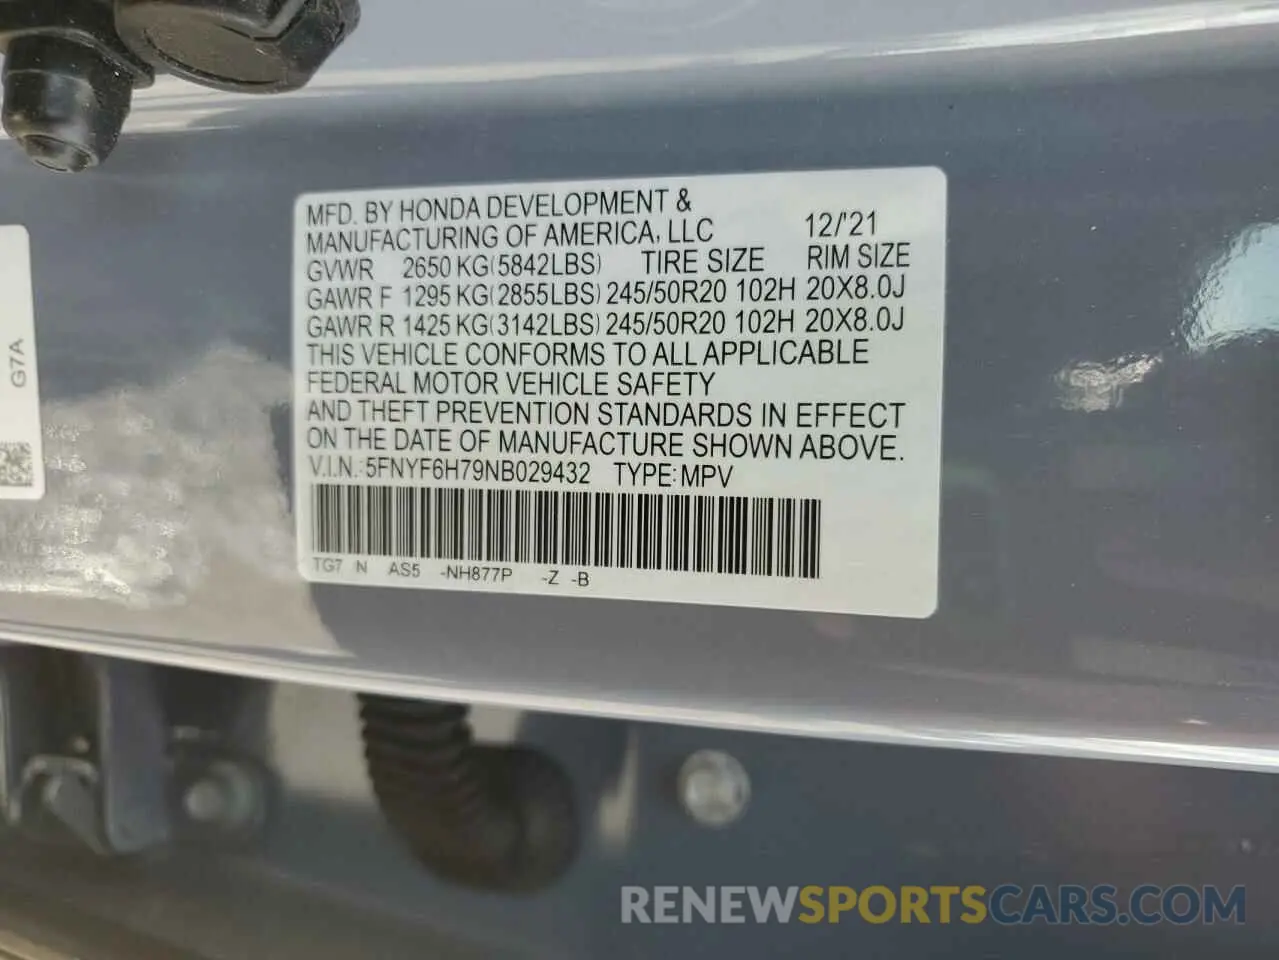 MFD. BY HONDA DEVELOPMENT &
MANUFACTURING OF AMERICA, LLC 12/'21
GVWR 2650 KG(5842LBS) TIRE SIZE RIM SIZE
GAWR F 1295 KG(2855LBS) 245/50R20 102H 20X8.0J
GAWR R 1425 KG(3142LBS) 245/50R20 102H 20X8.0J
THIS VEHICLE CONFORMS TO ALL APPLICABLE
FEDERAL MOTOR VEHICLE SAFETY
AND THEFT PREVENTION STANDARDS IN EFFECT
ON THE DATE OF MANUFACTURE SHOWN ABOVE.
V.I.N.: 5FNYF6H79NB029432 TYPE: MPV
TG7 N AS5 -NH877P -Z -B
G7A
RENEWSPORTSCARS.COM